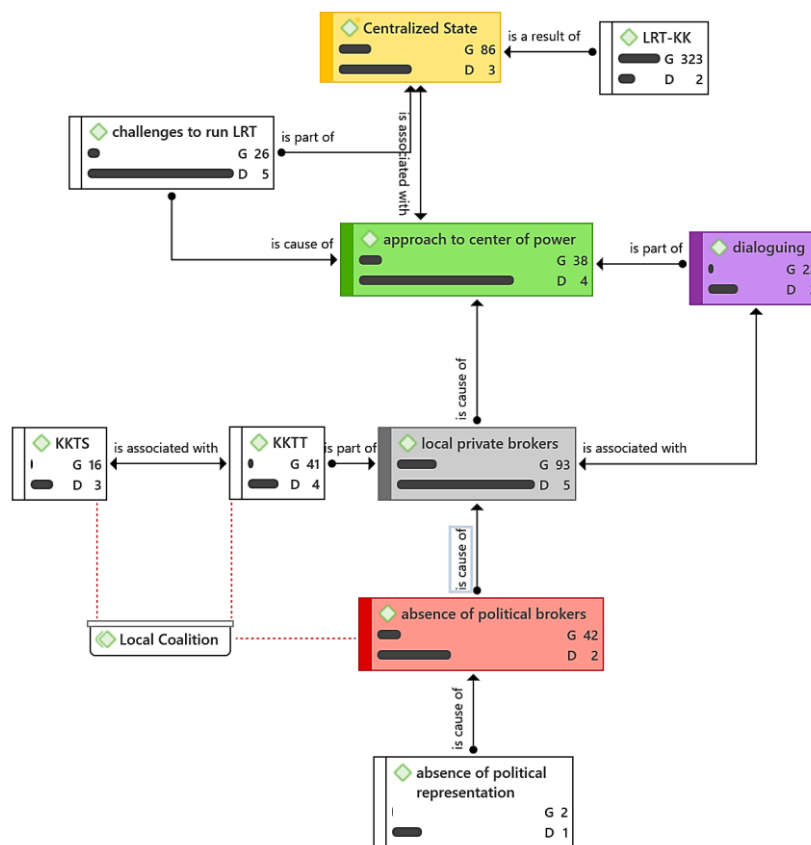 Centralized State
G 86
D 3
is a result of
LRT-KK
G 323
D 2
challenges to run LRT
G 26
D 5
is part of
is associated with
is cause of
approach to center of power
G 38
D 4
is part of
dialoguing
G
D
is cause of
KKTS
G 16
D 3
is associated with
KKTT
G 41
D 4
is part of
local private brokers
G 93
D 5
is associated with
is cause of
Local Coalition
absence of political brokers
G 42
D 2
is cause of
absence of political
representation
G 2
D 1